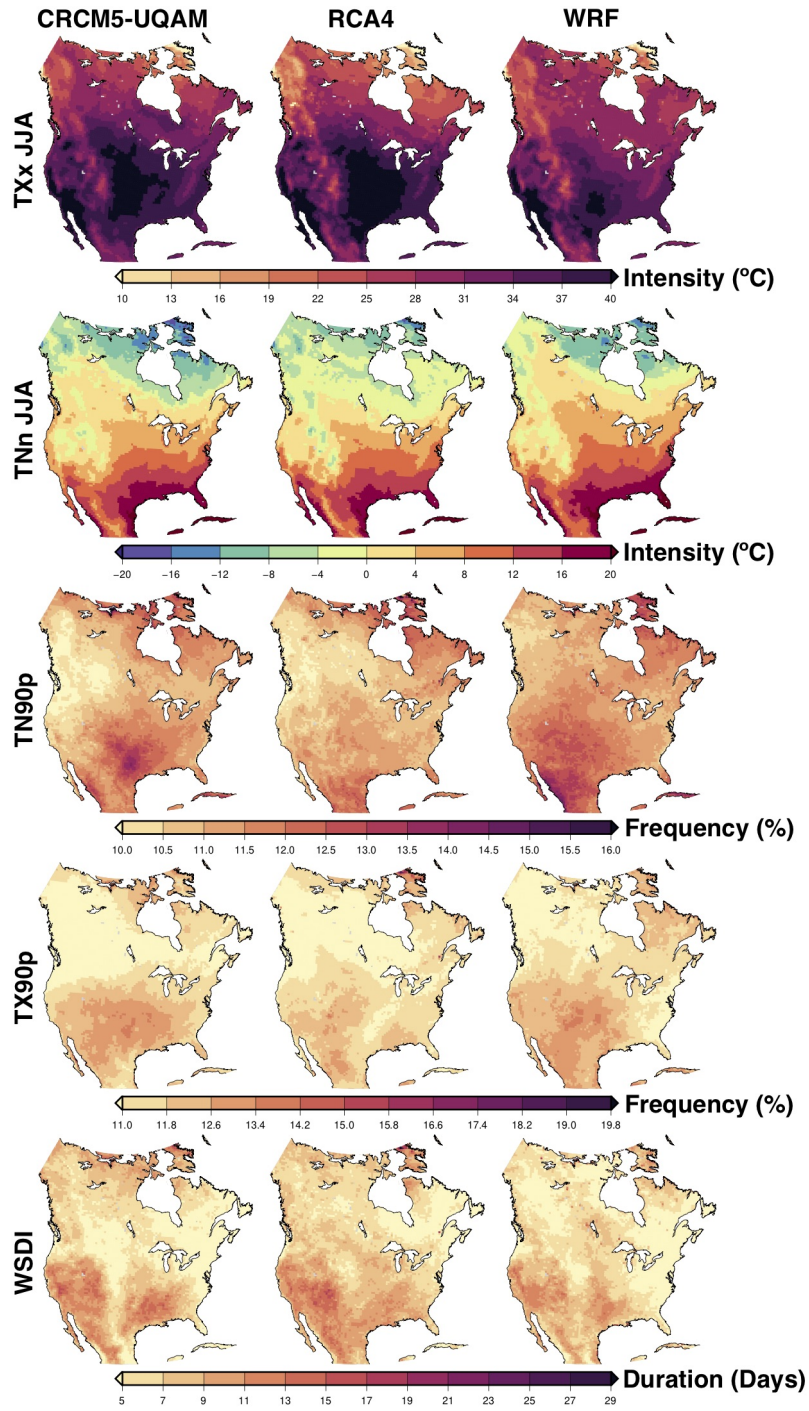 CRCM5-UQAM RCA4 WRF
TXx JJA
10 13 16 19 22 25 28 31 34 37 40
Intensity (ºC)
TNn JJA
−20 −16 −12 −8 −4 0 4 8 12 16 20
Intensity (ºC)
TN90p
10.0 10.5 11.0 11.5 12.0 12.5 13.0 13.5 14.0 14.5 15.0 15.5 16.0
Frequency (%)
TX90p
11.0 11.8 12.6 13.4 14.2 15.0 15.8 16.6 17.4 18.2 19.0 19.8
Frequency (%)
WSDI
5 7 9 11 13 15 17 19 21 23 25 27 29
Duration (Days)